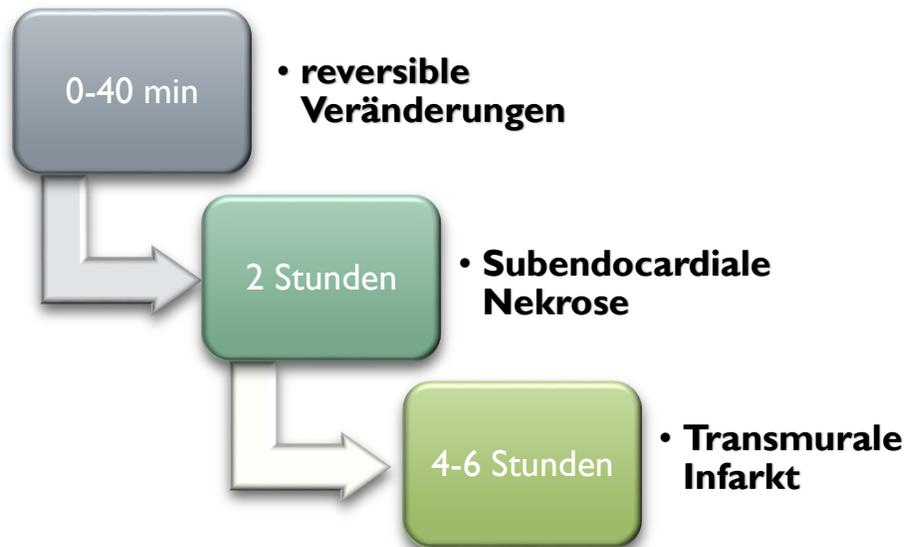 0-40 min
• reversible
Veränderungen
2 Stunden
• Subendocardiale
Nekrose
4-6 Stunden
• Transmurale
Infarkt